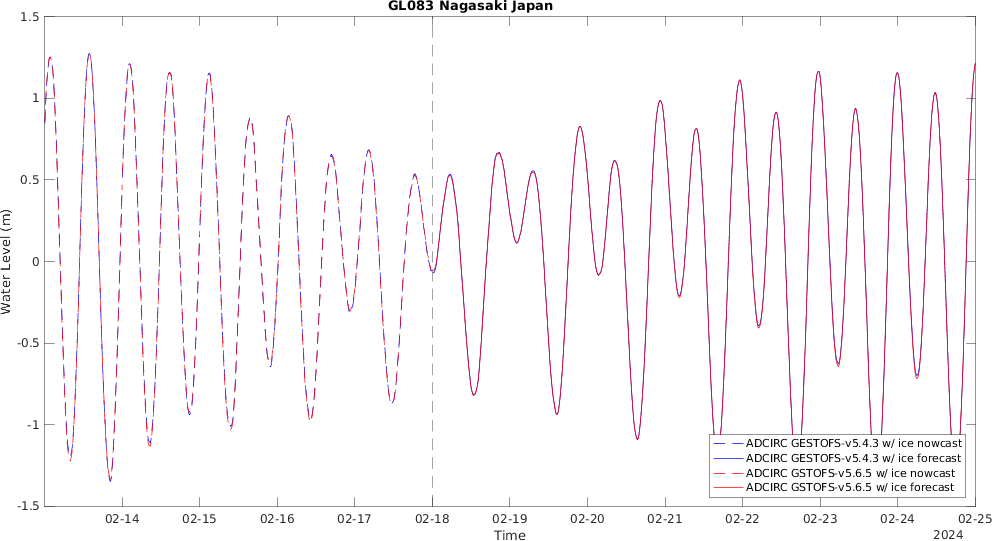 GL083 Nagasaki Japan
1.5
1
0.5
0
-0.5
-1
-1.5
Water Level (m)
ADCIRC GESTOFS-v5.4.3 w/ ice nowcast
ADCIRC GESTOFS-v5.4.3 w/ ice forecast
ADCIRC GSTOFS-v5.6.5 w/ ice nowcast
ADCIRC GSTOFS-v5.6.5 w/ ice forecast
02-14 02-15 02-16 02-17 02-18 02-19 02-20 02-21 02-22 02-23 02-24 02-25
Time
2024